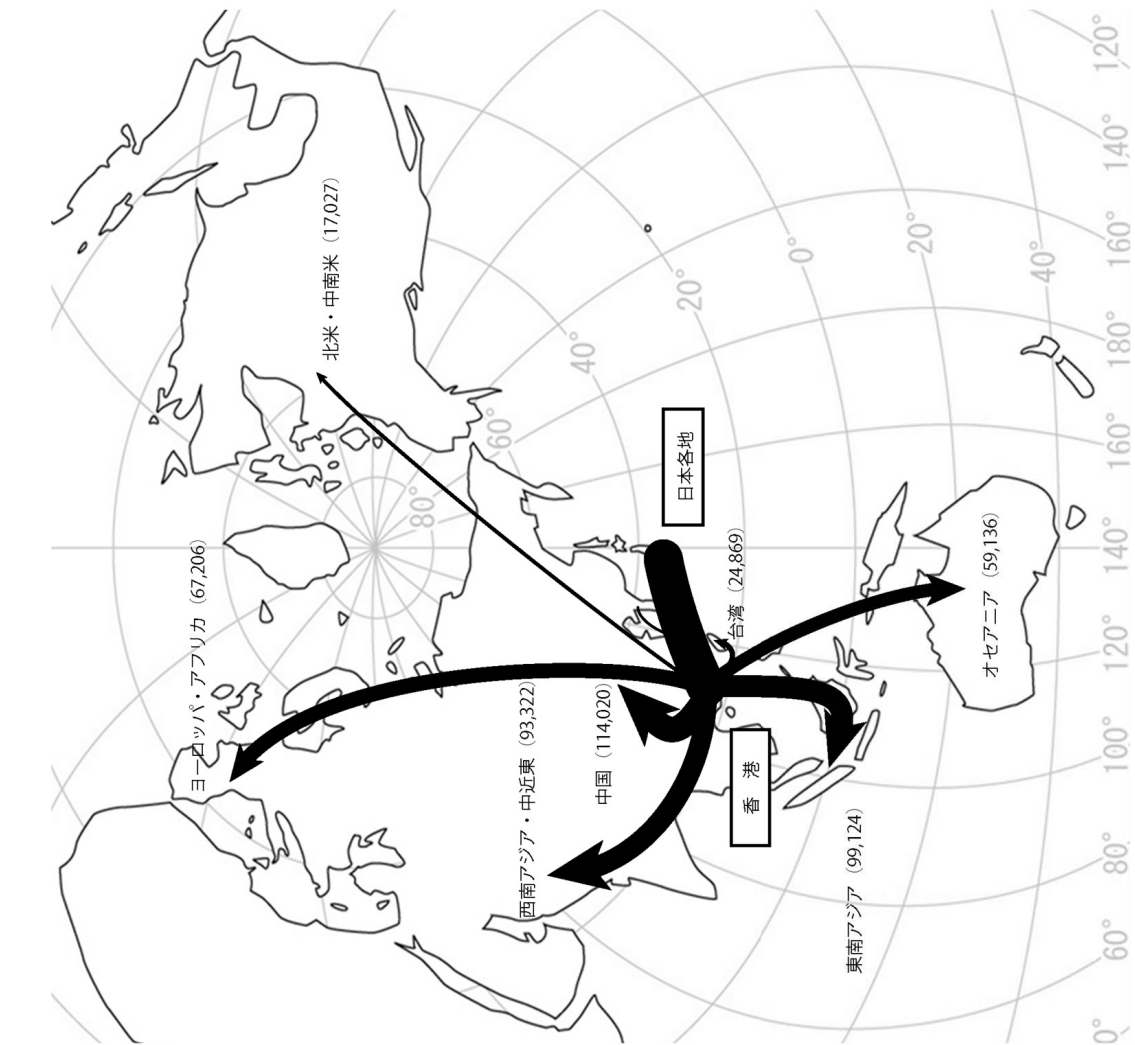 北米・中南米（17,027）
ヨーロッパ・アフリカ（67,206）
西南アジア・中近東（93,322）
中国（114,020）
日本各地
台湾（24,869）
香　港
東南アジア（99,124）
オセアニア（59,136）
80°
60°
40°
20°
0°
20°
40°
120°
140°
160°
180°
160°
140°
120°
100°
80°
60°
0°